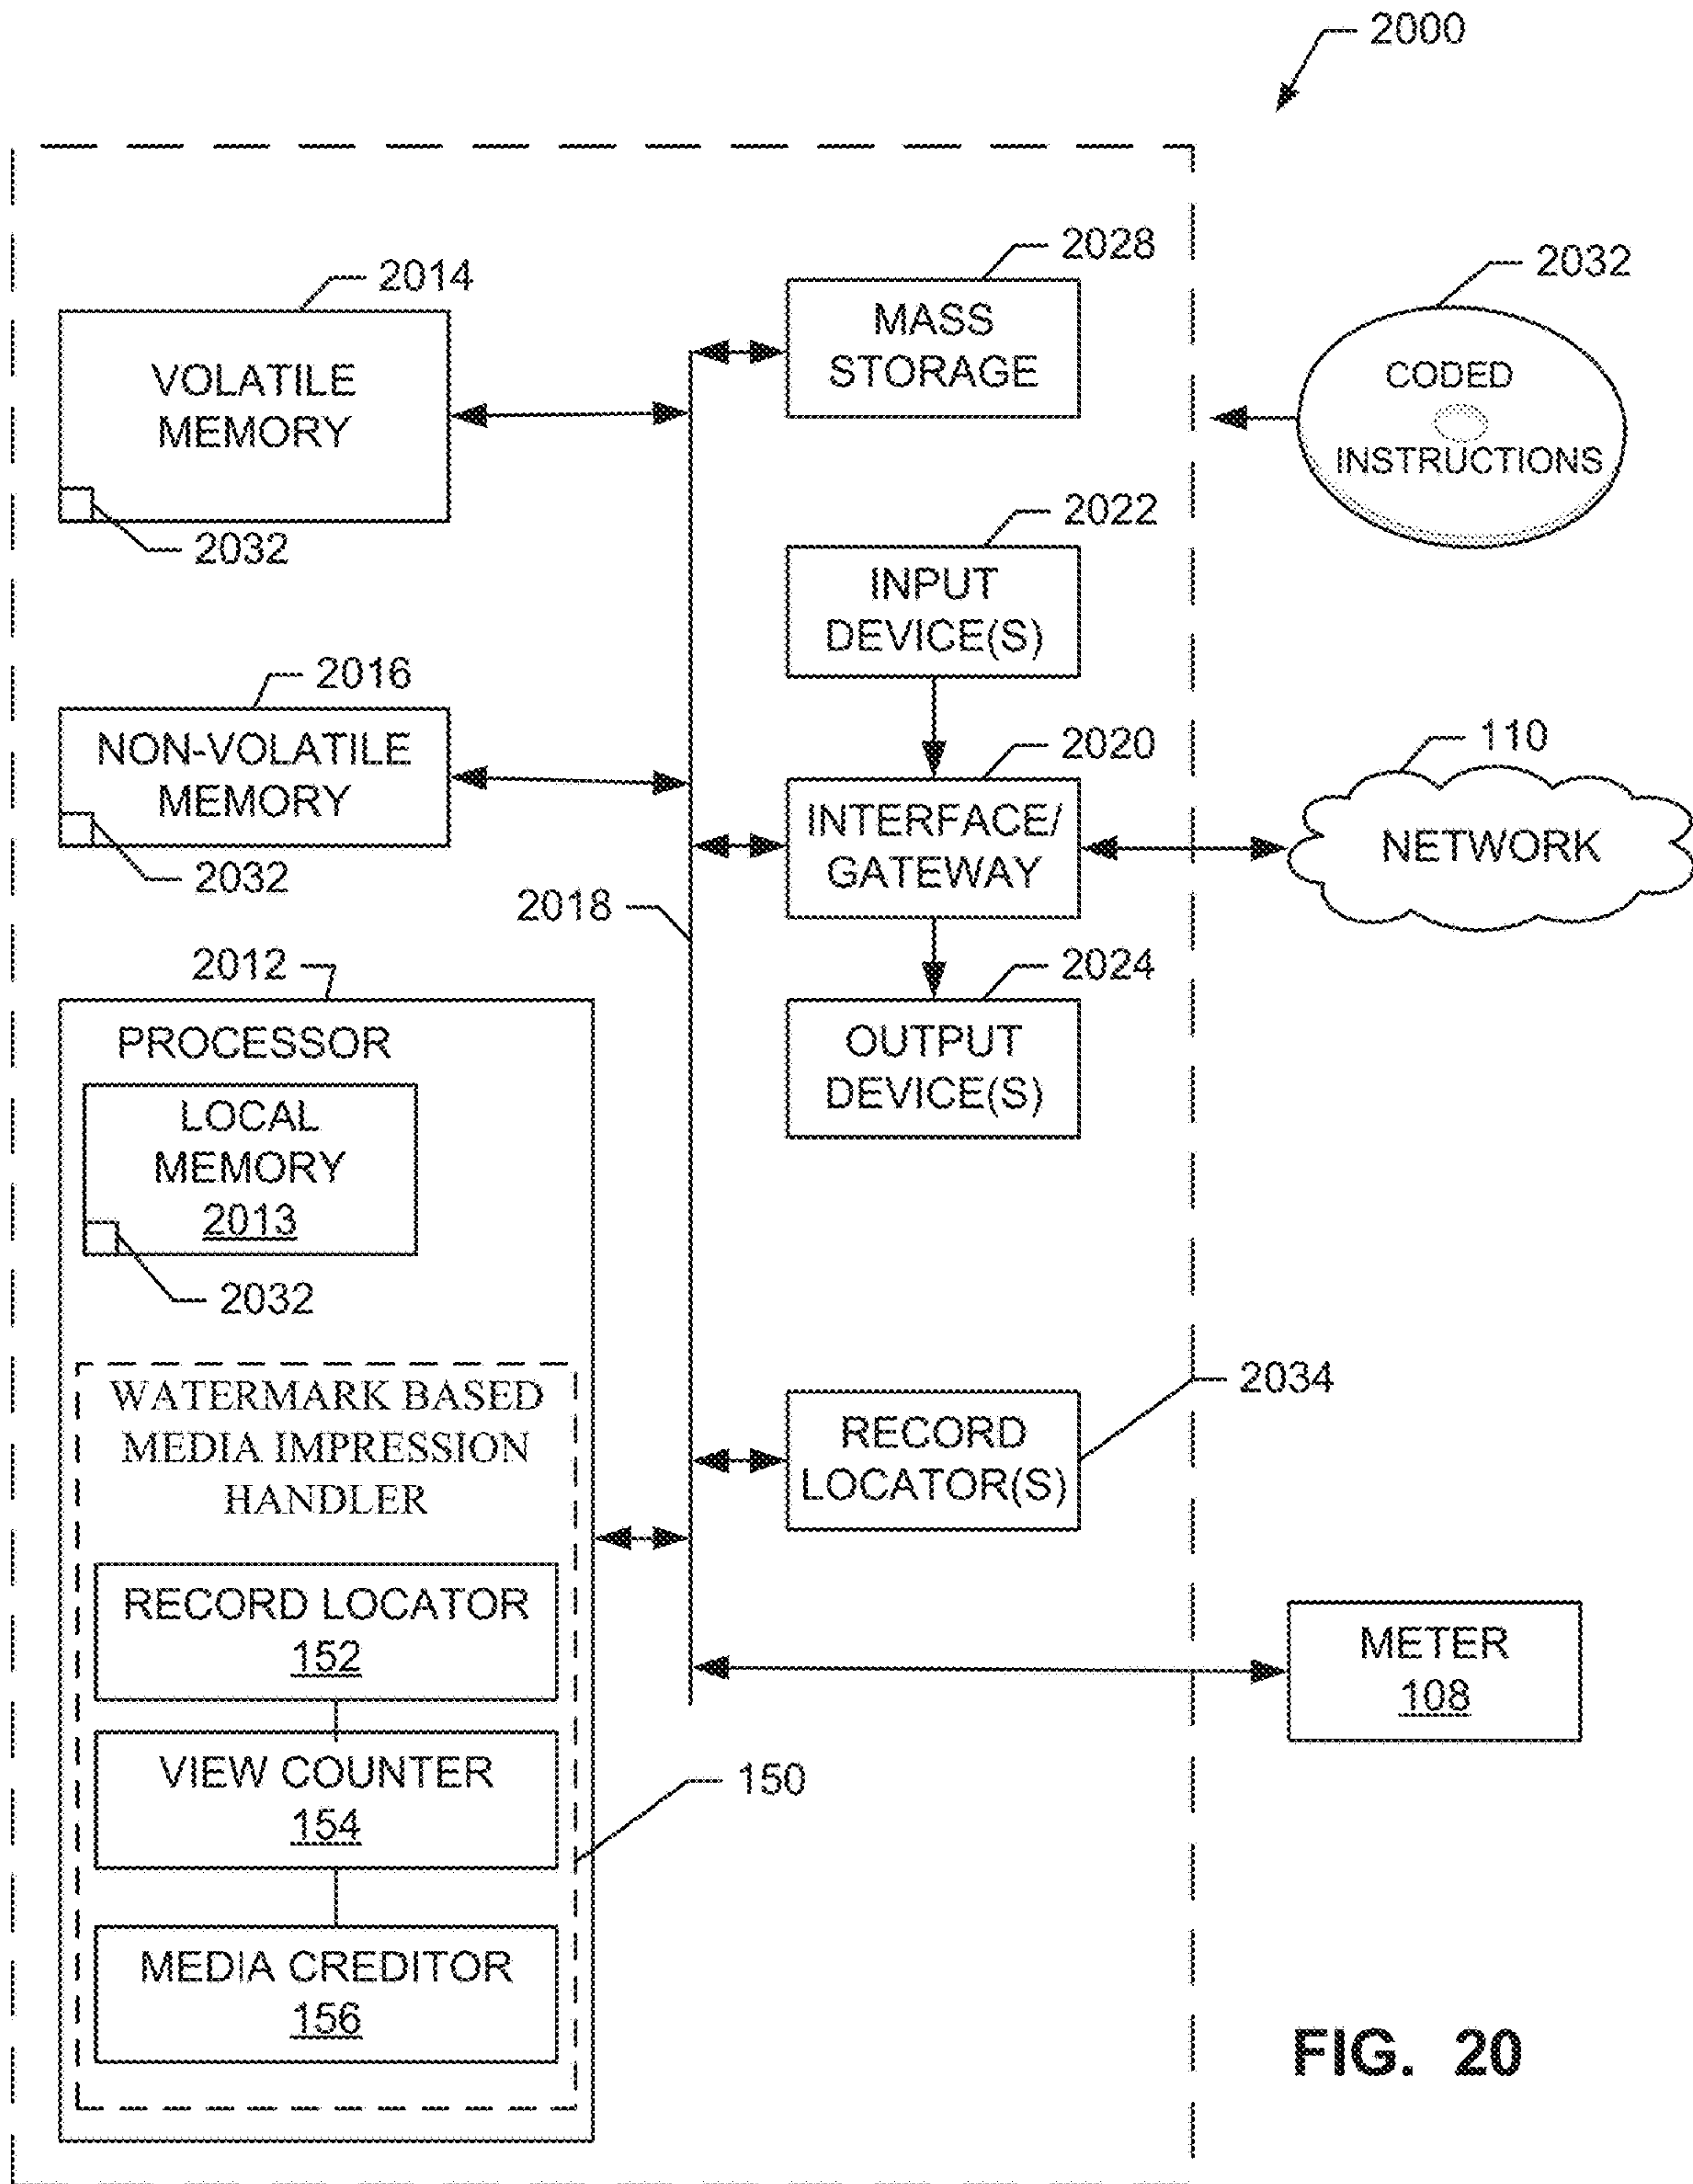 2000
2028
2014
2032
MASS
STORAGE
VOLATILE
MEMORY
CODED
INSTRUCTIONS
2032
2022
INPUT
DEVICE(S)
2016
NON-VOLATILE
MEMORY
2032
2020
INTERFACE/
GATEWAY
110
NETWORK
2018
2012
2024
OUTPUT
DEVICE(S)
PROCESSOR
LOCAL
MEMORY
2013
2032
WATERMARK BASED
MEDIA IMPRESSION
HANDLER
2034
RECORD
LOCATOR(S)
RECORD LOCATOR
152
METER
108
VIEW COUNTER
154
150
MEDIA CREDITOR
156
FIG. 20